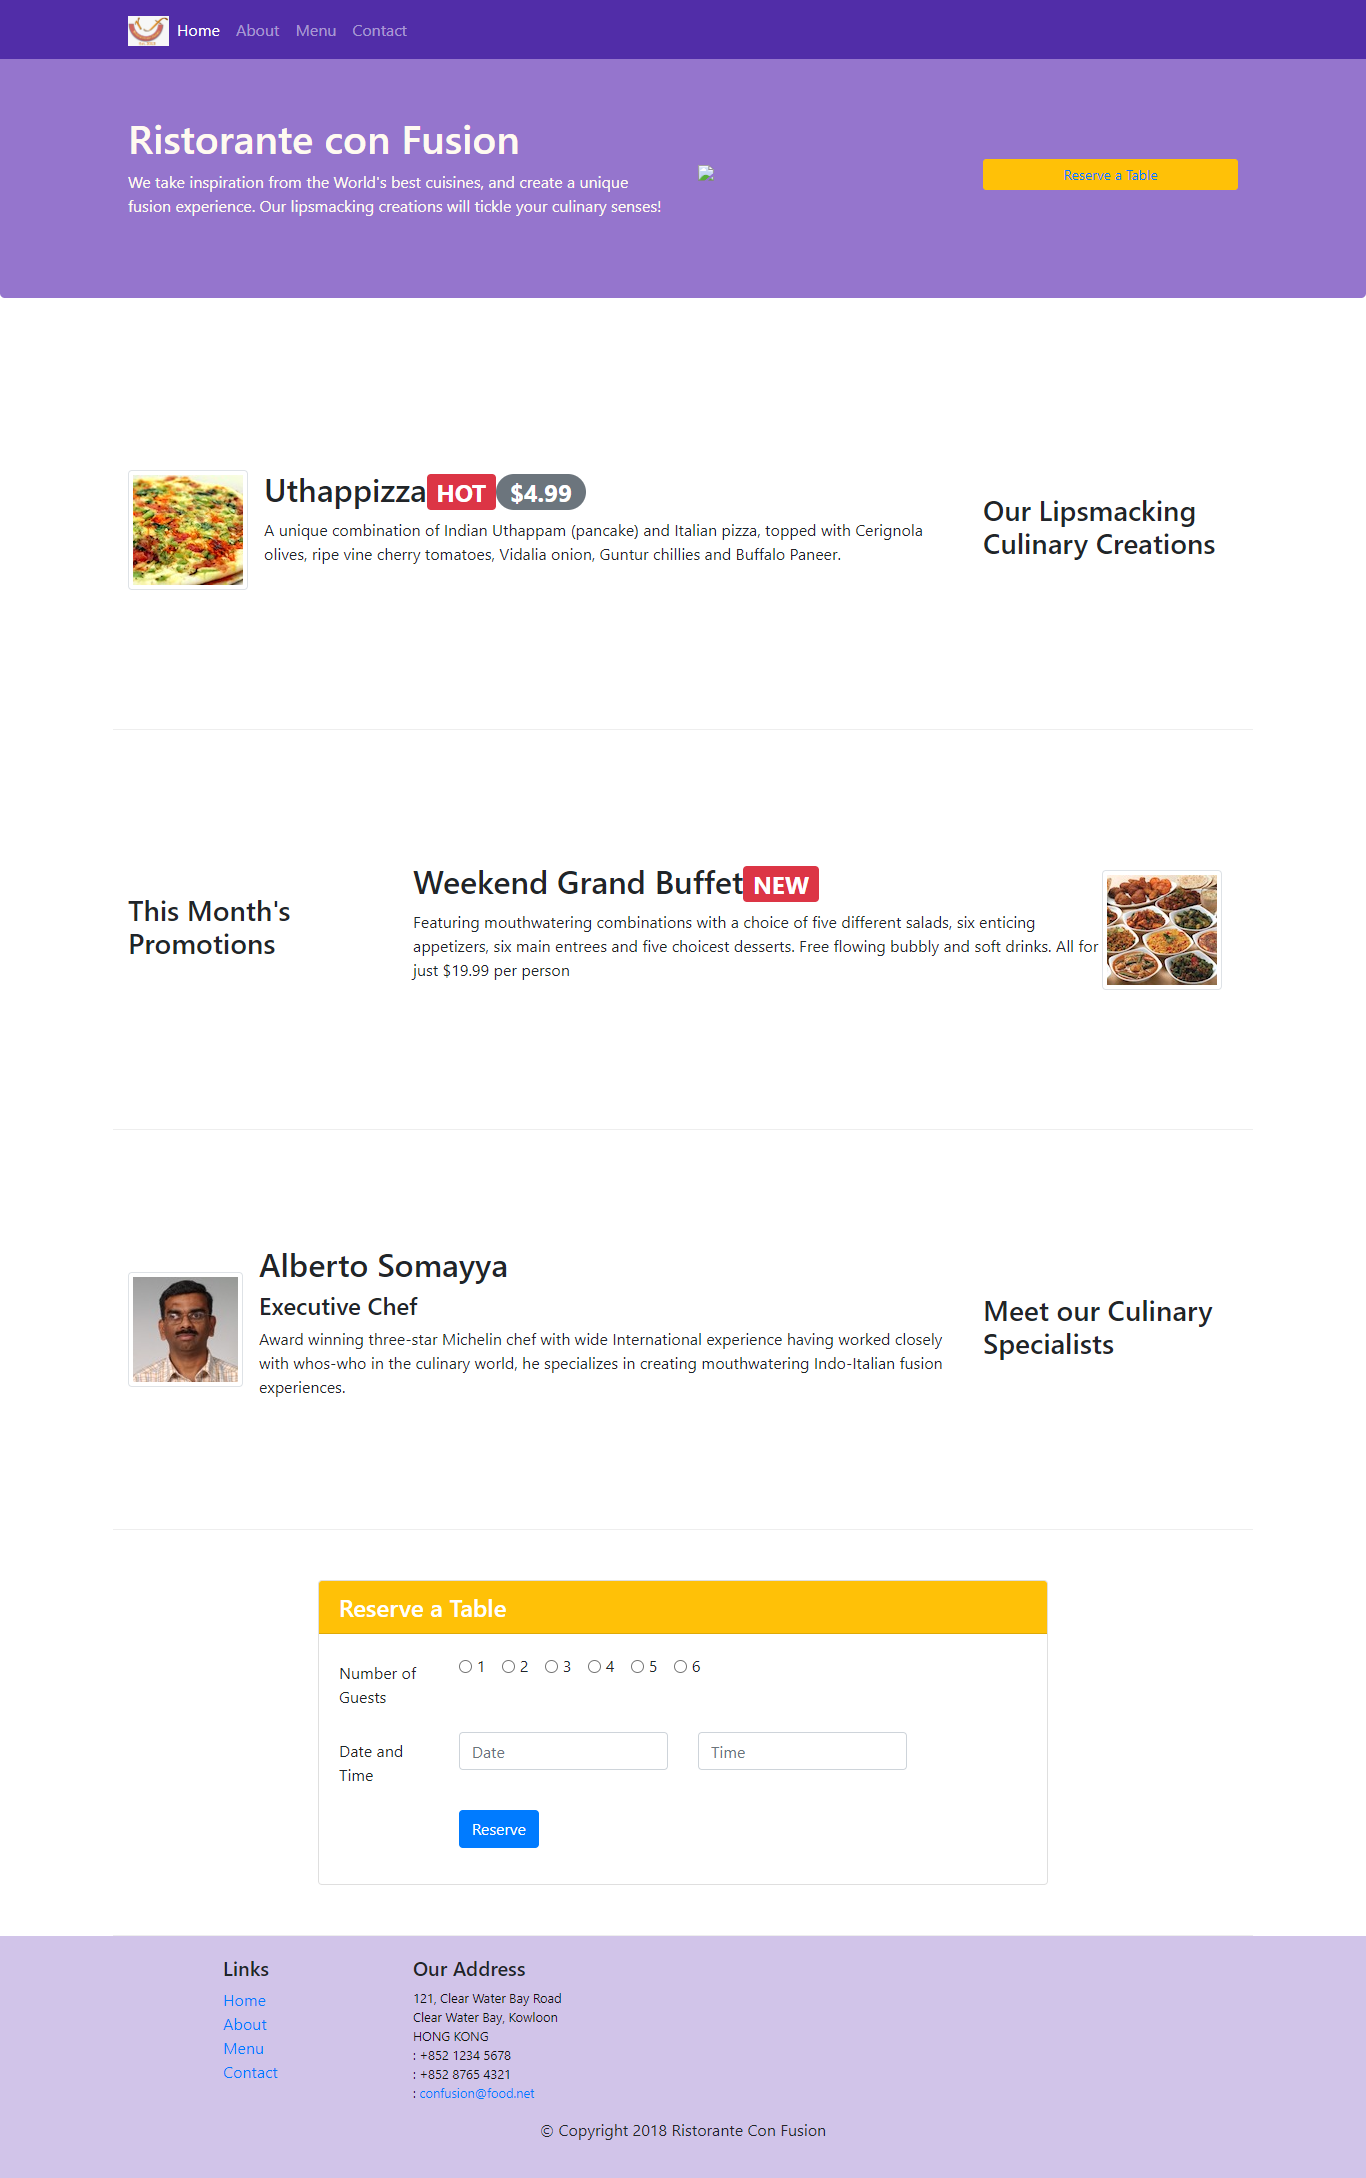 Home About Menu Contact
Ristorante con Fusion
We take inspiration from the World's best cuisines, and create a unique
fusion experience. Our lipsmacking creations will tickle your culinary senses!
Reserve a Table
Uthappizza HOT $4.99
A unique combination of Indian Uthappam (pancake) and Italian pizza, topped with Cerignola
olives, ripe vine cherry tomatoes, Vidalia onion, Guntur chillies and Buffalo Paneer.
Our Lipsmacking
Culinary Creations
This Month's
Promotions
Weekend Grand Buffet NEW
Featuring mouthwatering combinations with a choice of five different salads, six enticing
appetizers, six main entrees and five choicest desserts. Free flowing bubbly and soft drinks. All for
just $19.99 per person
Alberto Somayya
Executive Chef
Award winning three-star Michelin chef with wide International experience having worked closely
with whos-who in the culinary world, he specializes in creating mouthwatering Indo-Italian fusion
experiences.
Meet our Culinary
Specialists
Reserve a Table
Number of
Guests
1 2 3 4 5 6
Date and
Time
Date Time
Reserve
Links
Home
About
Menu
Contact
Our Address
121, Clear Water Bay Road
Clear Water Bay, Kowloon
HONG KONG
: +852 1234 5678
: +852 8765 4321
: confusion@food.net
© Copyright 2018 Ristorante Con Fusion